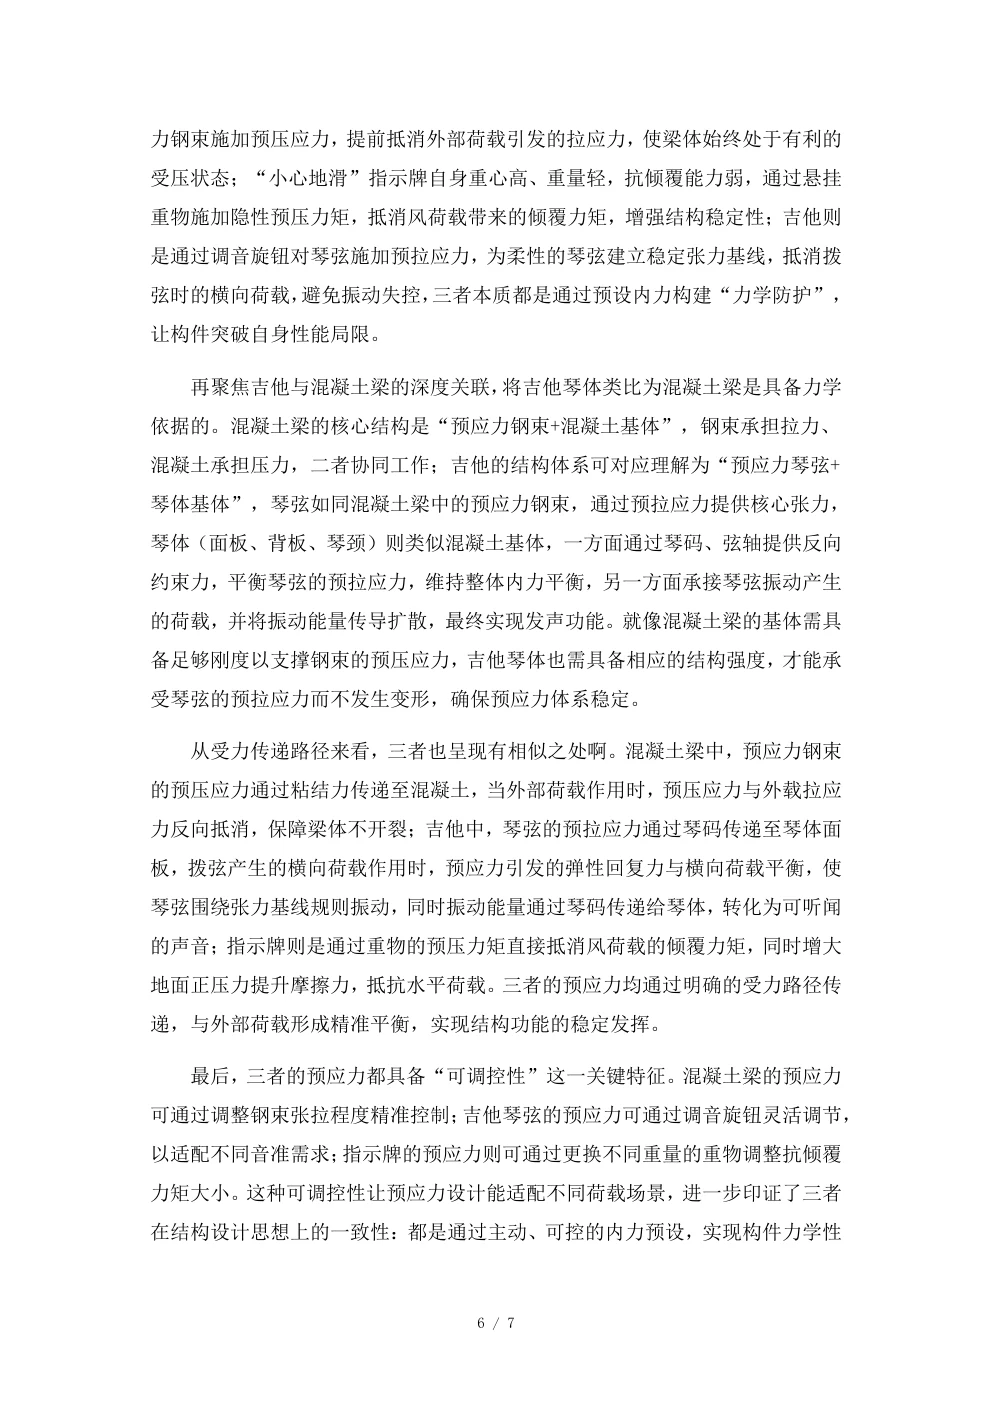 力钢束施加预压应力，提前抵消外部荷载引发的拉应力，使梁体始终处于有利的
受压状态；“小心地滑”指示牌自身重心高、重量轻，抗倾覆能力弱，通过悬挂
重物施加隐性预压力矩，抵消风荷载带来的倾覆力矩，增强结构稳定性；吉他则
是通过调音旋钮对琴弦施加预拉应力，为柔性的琴弦建立稳定张力基线，抵消拨
弦时的横向荷载，避免振动失控，三者本质都是通过预设内力构建“力学防护”，
让构件突破自身性能局限。
再聚焦吉他与混凝土梁的深度关联，将吉他琴体类比为混凝土梁是具备力学
依据的。混凝土梁的核心结构是“预应力钢束+混凝土基体”，钢束承担拉力、
混凝土承担压力，二者协同工作；吉他的结构体系可对应理解为“预应力琴弦+
琴体基体”，琴弦如同混凝土梁中的预应力钢束，通过预拉应力提供核心张力，
琴体（面板、背板、琴颈）则类似混凝土基体，一方面通过琴码、弦轴提供反向
约束力，平衡琴弦的预拉应力，维持整体内力平衡，另一方面承接琴弦振动产生
的荷载，并将振动能量传导扩散，最终实现发声功能。就像混凝土梁的基体需具
备足够刚度以支撑钢束的预压应力，吉他琴体也需具备相应的结构强度，才能承
受琴弦的预拉应力而不发生变形，确保预应力体系稳定。
从受力传递路径来看，三者也呈现有相似之处啊。混凝土梁中，预应力钢束
的预压应力通过粘结力传递至混凝土，当外部荷载作用时，预压应力与外载拉应
力反向抵消，保障梁体不开裂；吉他中，琴弦的预拉应力通过琴码传递至琴体面
板，拨弦产生的横向荷载作用时，预应力引发的弹性回复力与横向荷载平衡，使
琴弦围绕张力基线规则振动，同时振动能量通过琴码传递给琴体，转化为可听闻
的声音；指示牌则是通过重物的预压力矩直接抵消风荷载的倾覆力矩，同时增大
地面正压力提升摩擦力，抵抗水平荷载。三者的预应力均通过明确的受力路径传
递，与外部荷载形成精准平衡，实现结构功能的稳定发挥。
最后，三者的预应力都具备“可调控性”这一关键特征。混凝土梁的预应力
可通过调整钢束张拉程度精准控制；吉他琴弦的预应力可通过调音旋钮灵活调节，
以适配不同音准需求；指示牌的预应力则可通过更换不同重量的重物调整抗倾覆
力矩大小。这种可调控性让预应力设计能适配不同荷载场景，进一步印证了三者
在结构设计思想上的一致性：都是通过主动、可控的内力预设，实现构件力学性
6 / 7